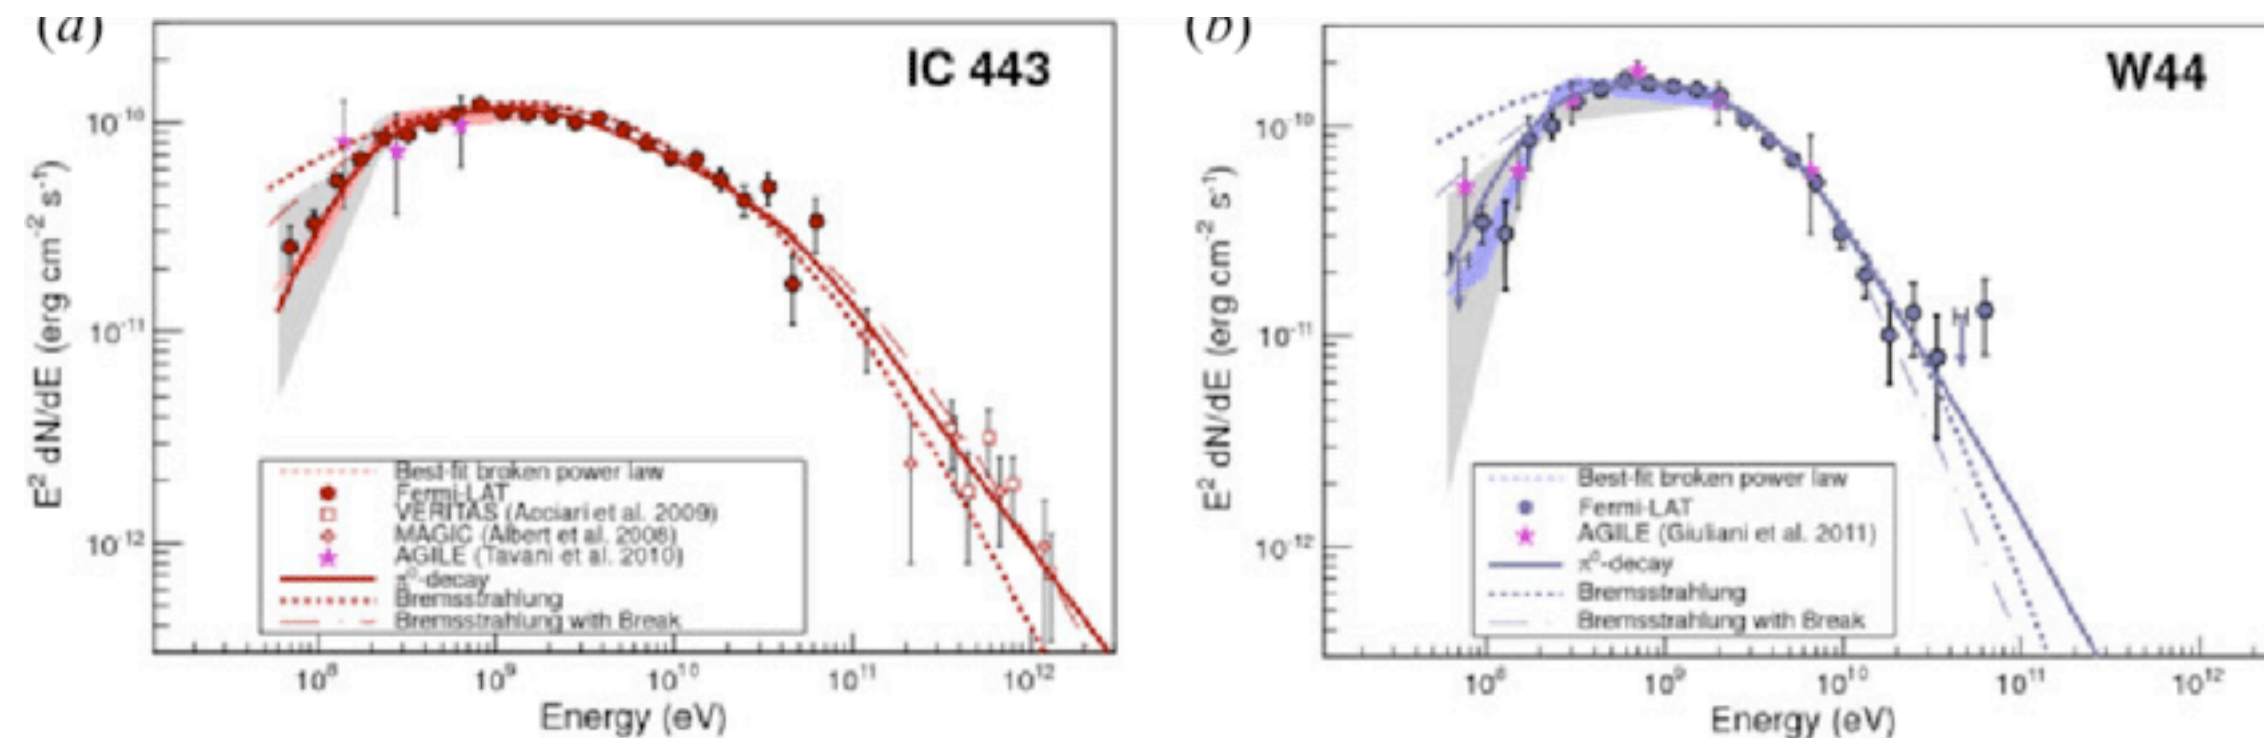 (a)
IC 443
E² dN/dE (erg cm⁻² s⁻¹)
10⁻¹⁰
10⁻¹¹
10⁻¹²
Best-fit broken power law
Fermi-LAT
VERITAS (Acciari et al. 2009)
MAGIC (Albert et al. 2008)
AGILE (Tavani et al. 2010)
π⁰-decay
Bremsstrahlung
Bremsstrahlung with Break
10⁸ 10⁹ 10¹⁰ 10¹¹ 10¹²
Energy (eV)
(b)
W44
E² dN/dE (erg cm⁻² s⁻¹)
10⁻¹⁰
10⁻¹¹
10⁻¹²
Best-fit broken power law
Fermi-LAT
AGILE (Giuliani et al. 2011)
π⁰-decay
Bremsstrahlung
Bremsstrahlung with Break
10⁸ 10⁹ 10¹⁰ 10¹¹ 10¹²
Energy (eV)